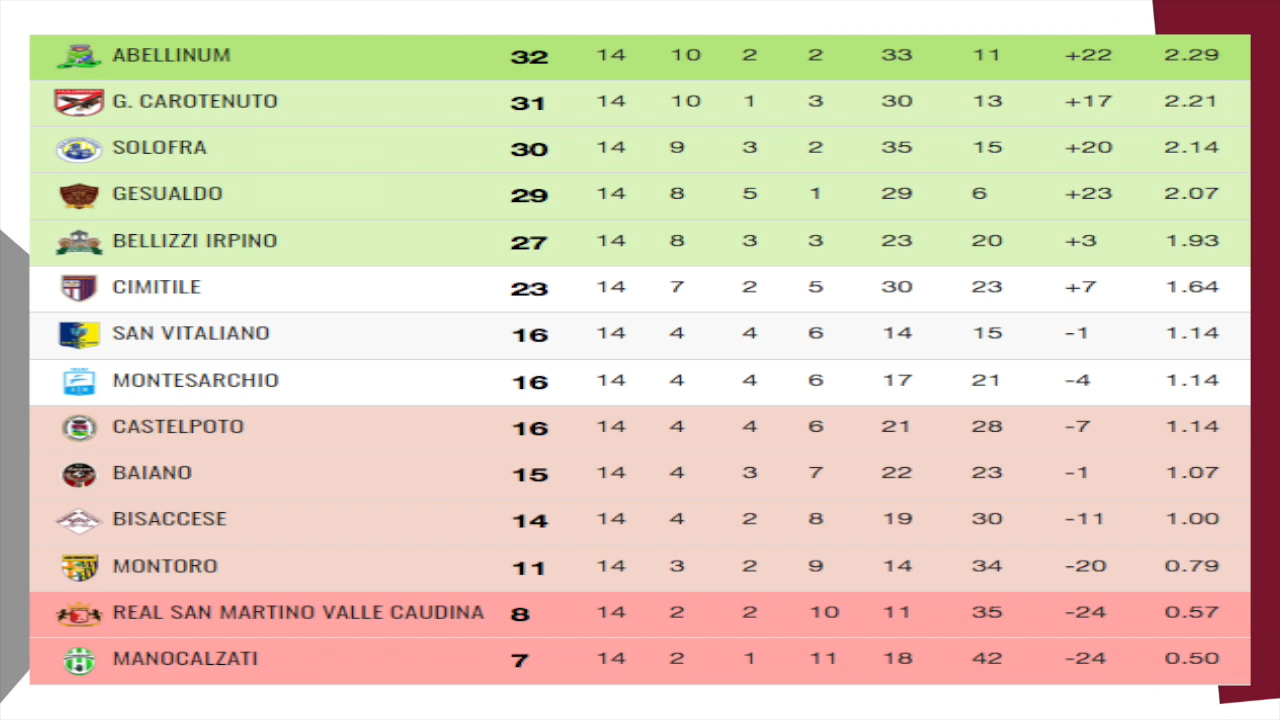 ABELLINUM 32 14 10 2 2 33 11 +22 2.29
G. CAROTENUTO 31 14 10 1 3 30 13 +17 2.21
SOLOFRA 30 14 9 3 2 35 15 +20 2.14
GESUALDO 29 14 8 5 1 29 6 +23 2.07
BELLIZZI IRPINO 27 14 8 3 3 23 20 +3 1.93
CIMITILE 23 14 7 2 5 30 23 +7 1.64
SAN VITALIANO 16 14 4 4 6 14 15 -1 1.14
MONTESARCHIO 16 14 4 4 6 17 21 -4 1.14
CASTELPOTO 16 14 4 4 6 21 28 -7 1.14
BAIANO 15 14 4 3 7 22 23 -1 1.07
BISACCESE 14 14 4 2 8 19 30 -11 1.00
MONTORO 11 14 3 2 9 14 34 -20 0.79
REAL SAN MARTINO VALLE CAUDINA 8 14 2 2 10 11 35 -24 0.57
MANOCALZATI 7 14 2 1 11 18 42 -24 0.50